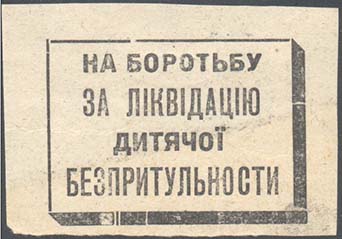 НА БОРОТЬБУ
ЗА ЛІКВІДАЦІЮ
ДИТЯЧОЇ
БЕЗПРИТУЛЬНОСТИ